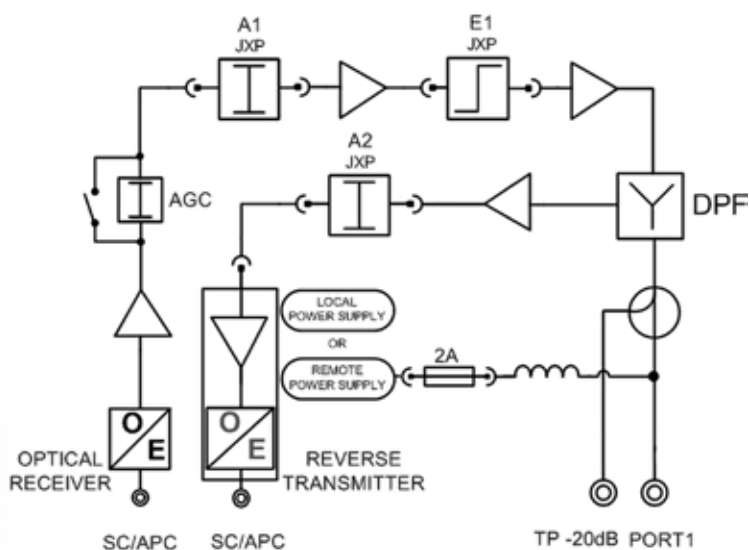 A1
JXP
E1
JXP
A2
JXP
AGC
DPF
LOCAL
POWER SUPPLY
OR
REMOTE
POWER SUPPLY
2A
O
E
O
E
OPTICAL
RECEIVER
REVERSE
TRANSMITTER
SC/APC
SC/APC
TP -20dB
PORT1